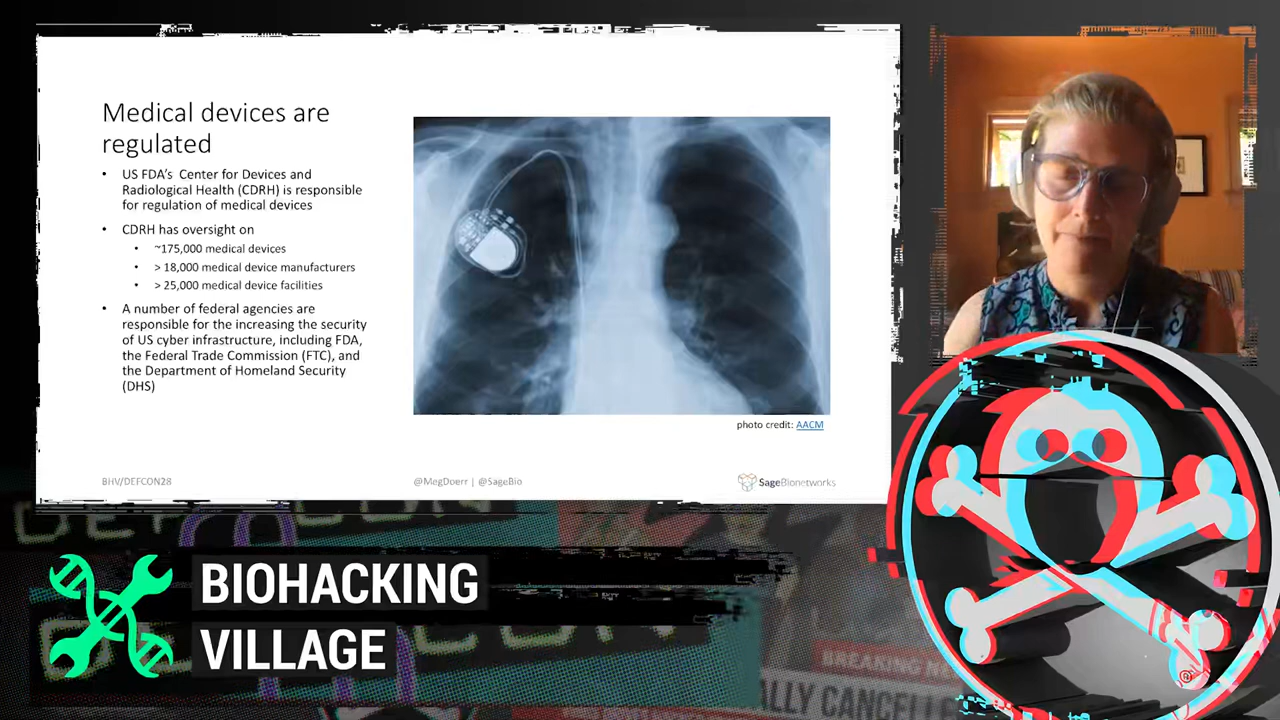 Medical devices are
regulated
• US FDA's Center for Devices and
Radiological Health (CDRH) is responsible
for regulation of medical devices
• CDRH has oversight on
• ~175,000 medical devices
• > 18,000 medical device manufacturers
• > 25,000 medical device facilities
• A number of federal agencies are
responsible for the increasing the security
of US cyber infrastructure, including FDA,
the Federal Trade Commission (FTC), and
the Department of Homeland Security
(DHS)
photo credit: AACM
BHV/DEFCON28
@MegDoerr | @SageBio
SageBionetworks
BIOHACKING
VILLAGE
BREAKING NE
ALLY CANCELLE
®